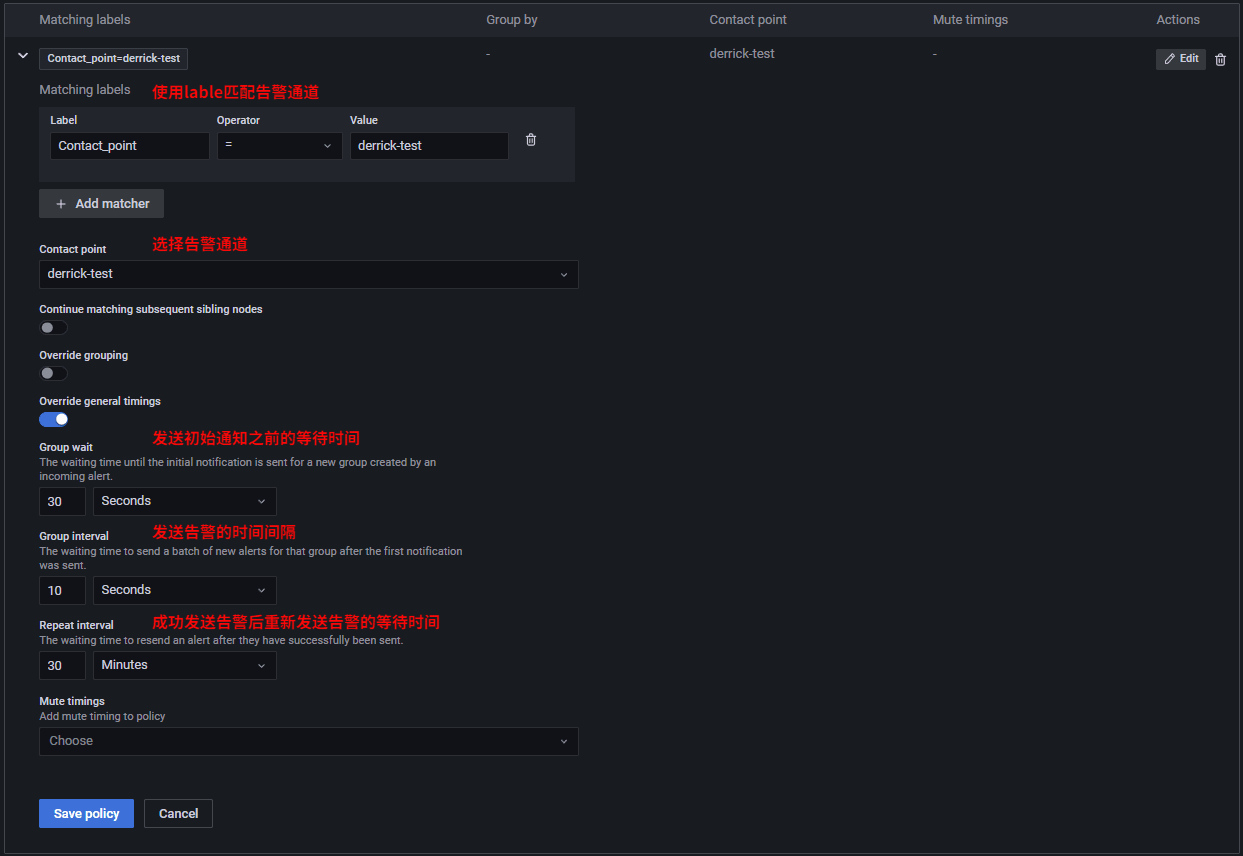 Matching labels Group by Contact point Mute timings Actions
Contact_point=derrick-test - derrick-test - Edit
Matching labels 使用lable匹配告警通道
Label Operator Value
Contact_point = derrick-test
+ Add matcher
Contact point 选择告警通道
derrick-test
Continue matching subsequent sibling nodes
Override grouping
Override general timings
Group wait 发送初始通知之前的等待时间
The waiting time until the initial notification is sent for a new group created by an
incoming alert.
30 Seconds
Group interval 发送告警的时间间隔
The waiting time to send a batch of new alerts for that group after the first notification
was sent.
10 Seconds
Repeat interval 成功发送告警后重新发送告警的等待时间
The waiting time to resend an alert after they have successfully been sent.
30 Minutes
Mute timings
Add mute timing to policy
Choose
Save policy Cancel